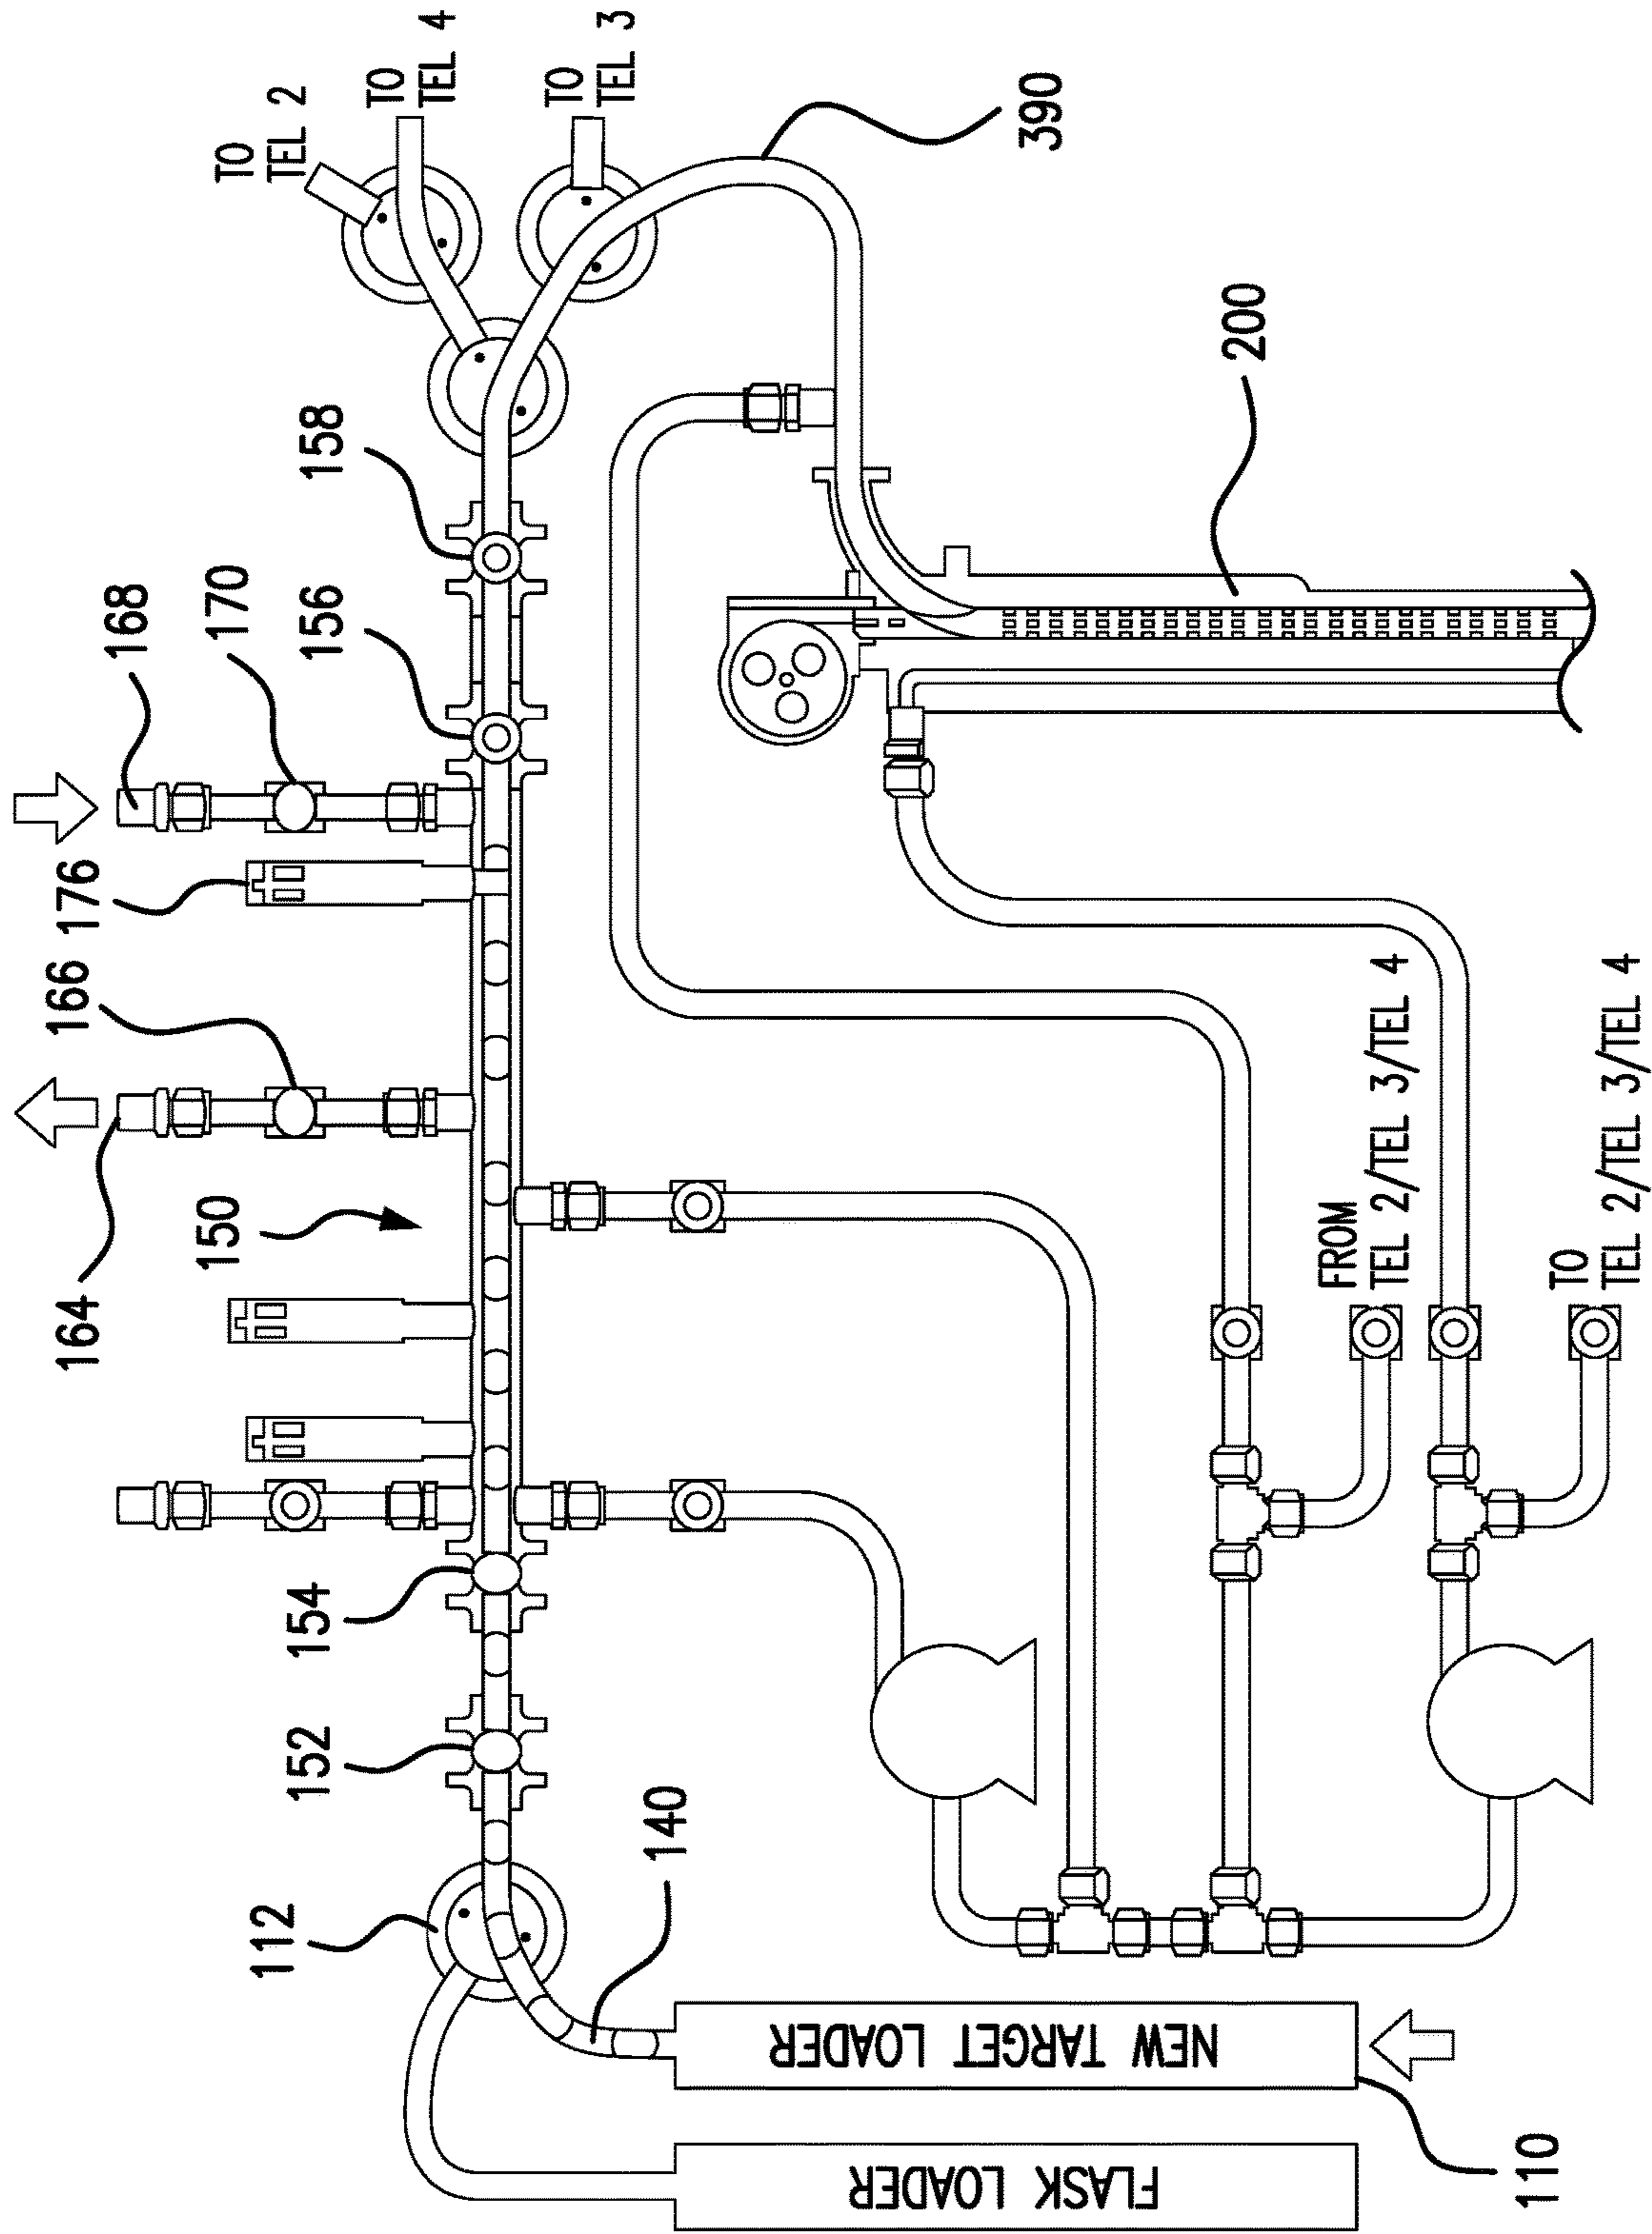 TO
TEL 2
TO
TEL 4
TO
TEL 3
390
158
156
168
170
176
166
164
150
200
154
152
112
140
FROM
TEL 2/TEL 3/TEL 4
TO
TEL 2/TEL 3/TEL 4
NEW TARGET LOADER
110
FLASK LOADER